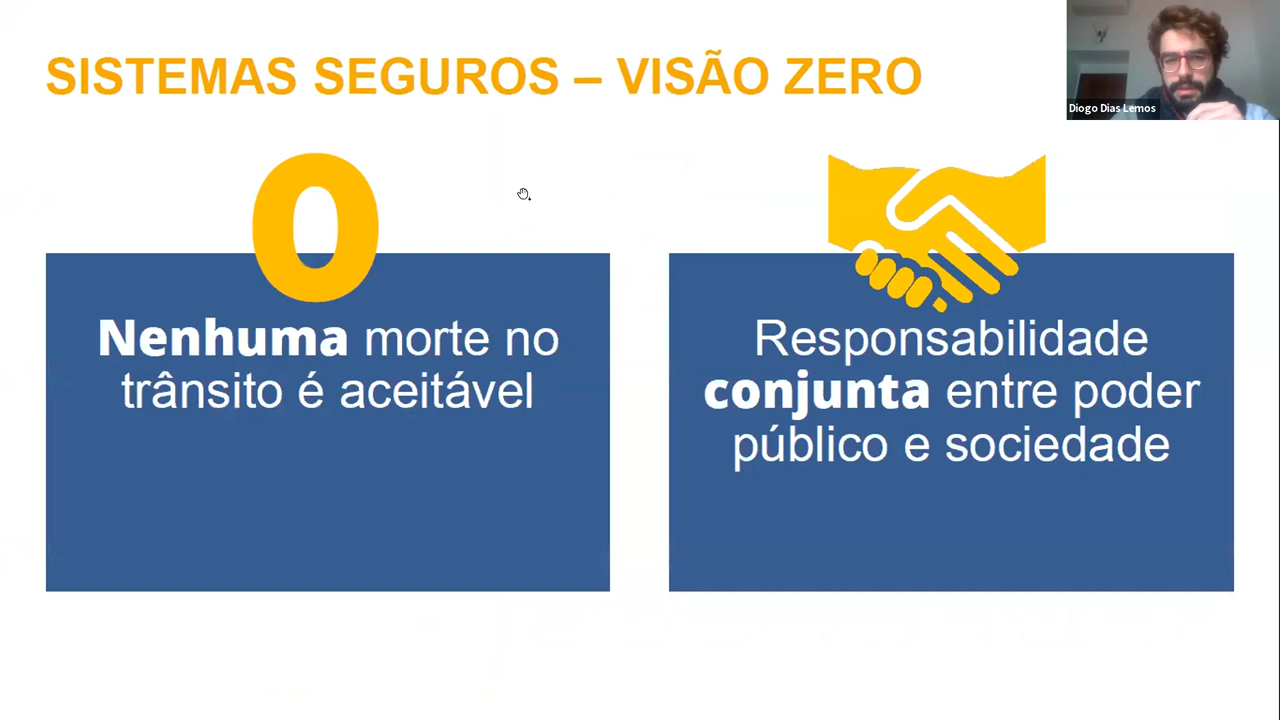 SISTEMAS SEGUROS – VISÃO ZERO
Diogo Dias Lemos
0
Nenhuma morte no
trânsito é aceitável
Responsabilidade
conjunta entre poder
público e sociedade